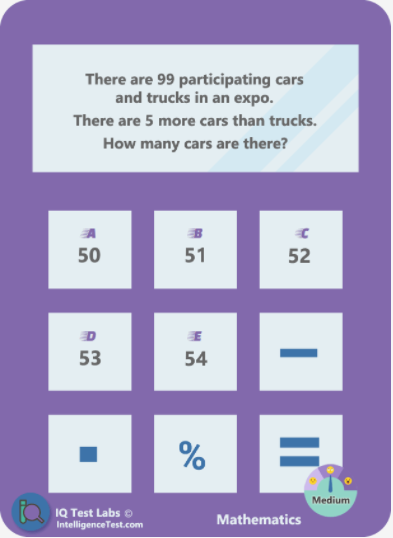 There are 99 participating cars
and trucks in an expo.
There are 5 more cars than trucks.
How many cars are there?
A
50
B
51
C
52
D
53
E
54
%
=
Medium
IQ Test Labs ©
IntelligenceTest.com
Mathematics